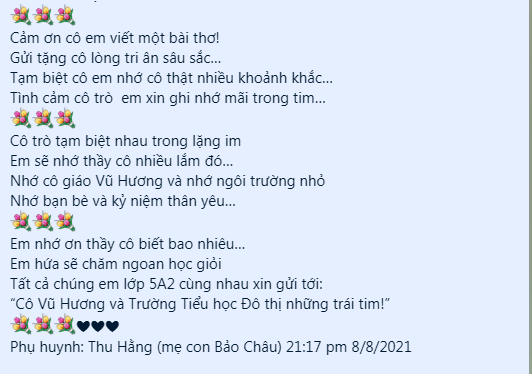 💐💐💐
Cảm ơn cô em viết một bài thơ!
Gửi tặng cô lòng tri ân sâu sắc...
Tạm biệt cô em nhớ cô thật nhiều khoảnh khắc...
Tình cảm cô trò  em xin ghi nhớ mãi trong tim...
💐💐💐
Cô trò tạm biệt nhau trong lặng im
Em sẽ nhớ thầy cô nhiều lắm đó...
Nhớ cô giáo Vũ Hương và nhớ ngôi trường nhỏ
Nhớ bạn bè và kỷ niệm thân yêu...
💐💐💐
Em nhớ ơn thầy cô biết bao nhiêu...
Em hứa sẽ chăm ngoan học giỏi
Tất cả chúng em lớp 5A2 cùng nhau xin gửi tới:
“Cô Vũ Hương và Trường Tiểu học Đô thị những trái tim!”
💐💐💐🖤🖤🖤
Phụ huynh: Thu Hằng (mẹ con Bảo Châu) 21:17 pm 8/8/2021